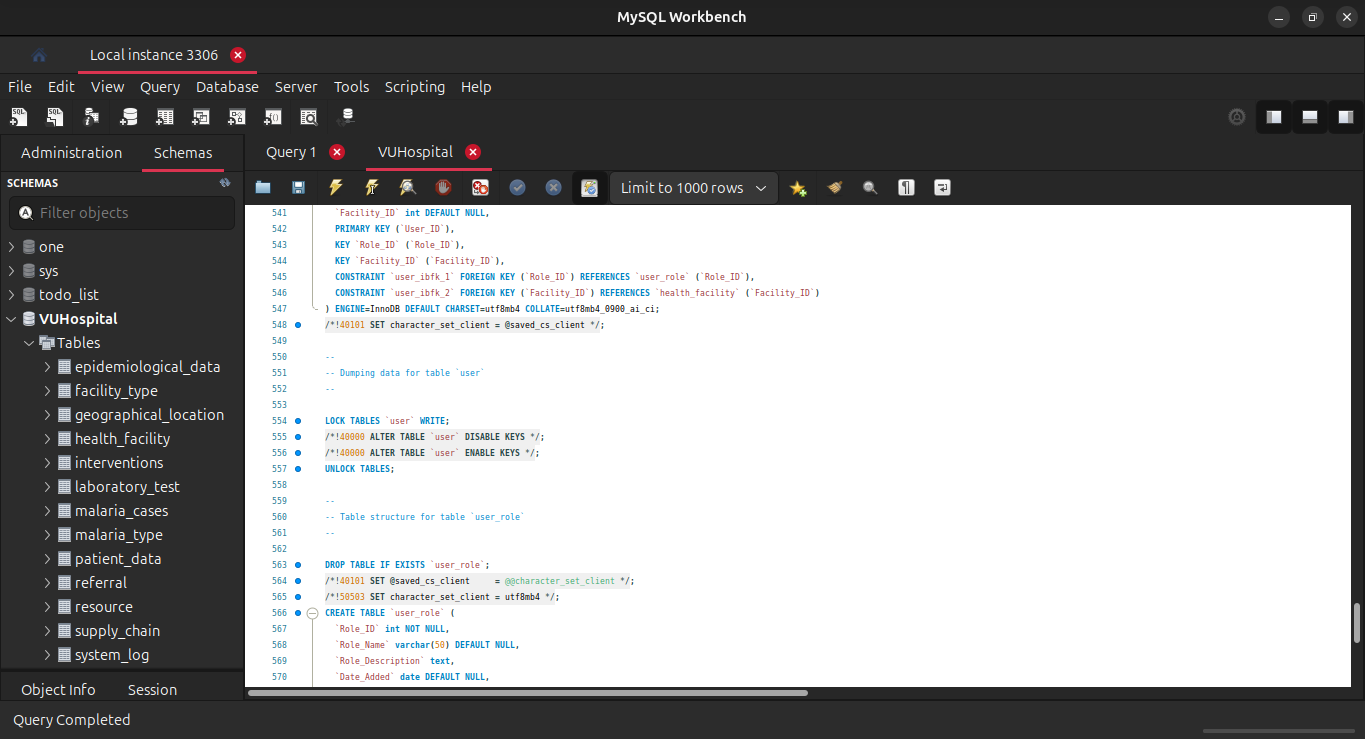 MySQL Workbench
Local instance 3306
File Edit View Query Database Server Tools Scripting Help
Administration Schemas
Query 1 VUHospital
SCHEMAS
Limit to 1000 rows
Filter objects
one
sys
todo_list
VUHospital
Tables
epidemiological_data
facility_type
geographical_location
health_facility
interventions
laboratory_test
malaria_cases
malaria_type
patient_data
referral
resource
supply_chain
system_log
541 `Facility_ID` int DEFAULT NULL,
542 PRIMARY KEY (`User_ID`),
543 KEY `Role_ID` (`Role_ID`),
544 KEY `Facility_ID` (`Facility_ID`),
545 CONSTRAINT `user_ibfk_1` FOREIGN KEY (`Role_ID`) REFERENCES `user_role` (`Role_ID`),
546 CONSTRAINT `user_ibfk_2` FOREIGN KEY (`Facility_ID`) REFERENCES `health_facility` (`Facility_ID`)
547 ) ENGINE=InnoDB DEFAULT CHARSET=utf8mb4 COLLATE=utf8mb4_0900_ai_ci;
548 /*!40101 SET character_set_client = @saved_cs_client */;
549
550 --
551 -- Dumping data for table `user`
552 --
553
554 LOCK TABLES `user` WRITE;
555 /*!40000 ALTER TABLE `user` DISABLE KEYS */;
556 /*!40000 ALTER TABLE `user` ENABLE KEYS */;
557 UNLOCK TABLES;
558
559 --
560 -- Table structure for table `user_role`
561 --
562
563 DROP TABLE IF EXISTS `user_role`;
564 /*!40101 SET @saved_cs_client     = @@character_set_client */;
565 /*!50503 SET character_set_client = utf8mb4 */;
566 CREATE TABLE `user_role` (
567 `Role_ID` int NOT NULL,
568 `Role_Name` varchar(50) DEFAULT NULL,
569 `Role_Description` text,
570 `Date_Added` date DEFAULT NULL,
Object Info Session
Query Completed